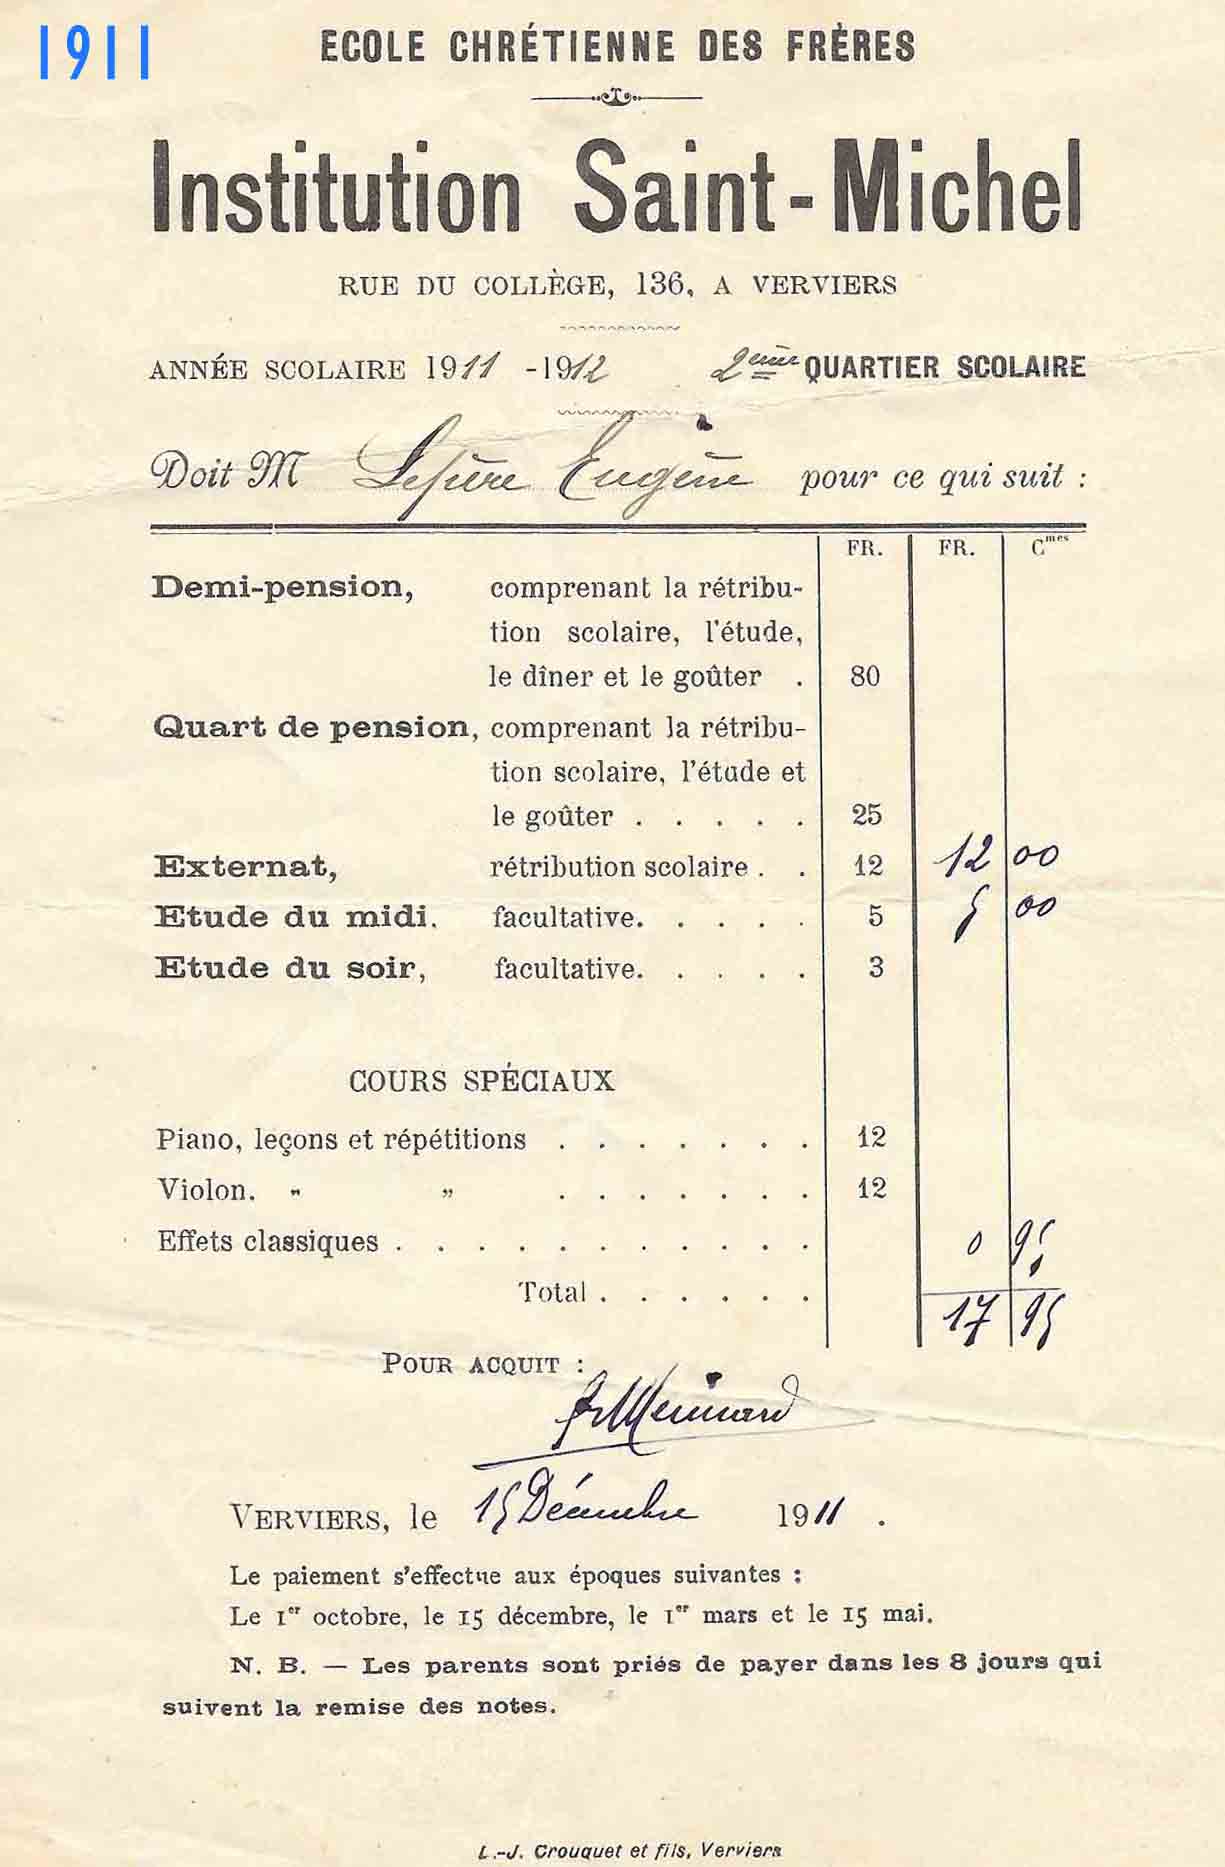 1911
ECOLE CHRÉTIENNE DES FRÈRES
Institution Saint-Michel
RUE DU COLLÈGE, 136, A VERVIERS
ANNÉE SCOLAIRE 1911 -1912 2ème QUARTIER SCOLAIRE
Doit M Eugène pour ce qui suit :
FR. FR. Cmes
Demi-pension, comprenant la rétribu-
tion scolaire, l'étude,
le dîner et le goûter . 80
Quart de pension, comprenant la rétribu-
tion scolaire, l'étude et
le goûter . . . . . 25
Externat, rétribution scolaire . . 12 12 00
Etude du midi. facultative. . . . . 5 5 00
Etude du soir, facultative. . . . . 3
COURS SPÉCIAUX
Piano, leçons et répétitions . . . . . . . 12
Violon. " " . . . . . . . 12
Effets classiques . . . . . . . . . . . 0 95
Total . . . . . . 17 95
POUR ACQUIT :
VERVIERS, le 15 Décembre 1911 .
Le paiement s'effectue aux époques suivantes :
Le 1er octobre, le 15 décembre, le 1er mars et le 15 mai.
N. B. — Les parents sont priés de payer dans les 8 jours qui
suivent la remise des notes.
L.-J. Crouquet et fils, Verviers